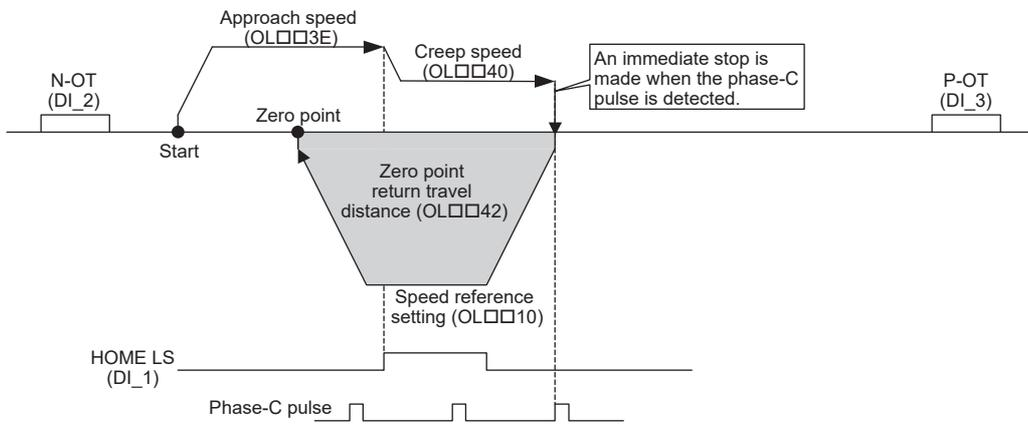 Approach speed
(OL□□3E)
Creep speed
(OL□□40)
An immediate stop is
made when the phase-C
pulse is detected.
N-OT
(DI_2)
P-OT
(DI_3)
Zero point
Start
Zero point
return travel
distance (OL□□42)
Speed reference
setting (OL□□10)
HOME LS
(DI_1)
Phase-C pulse